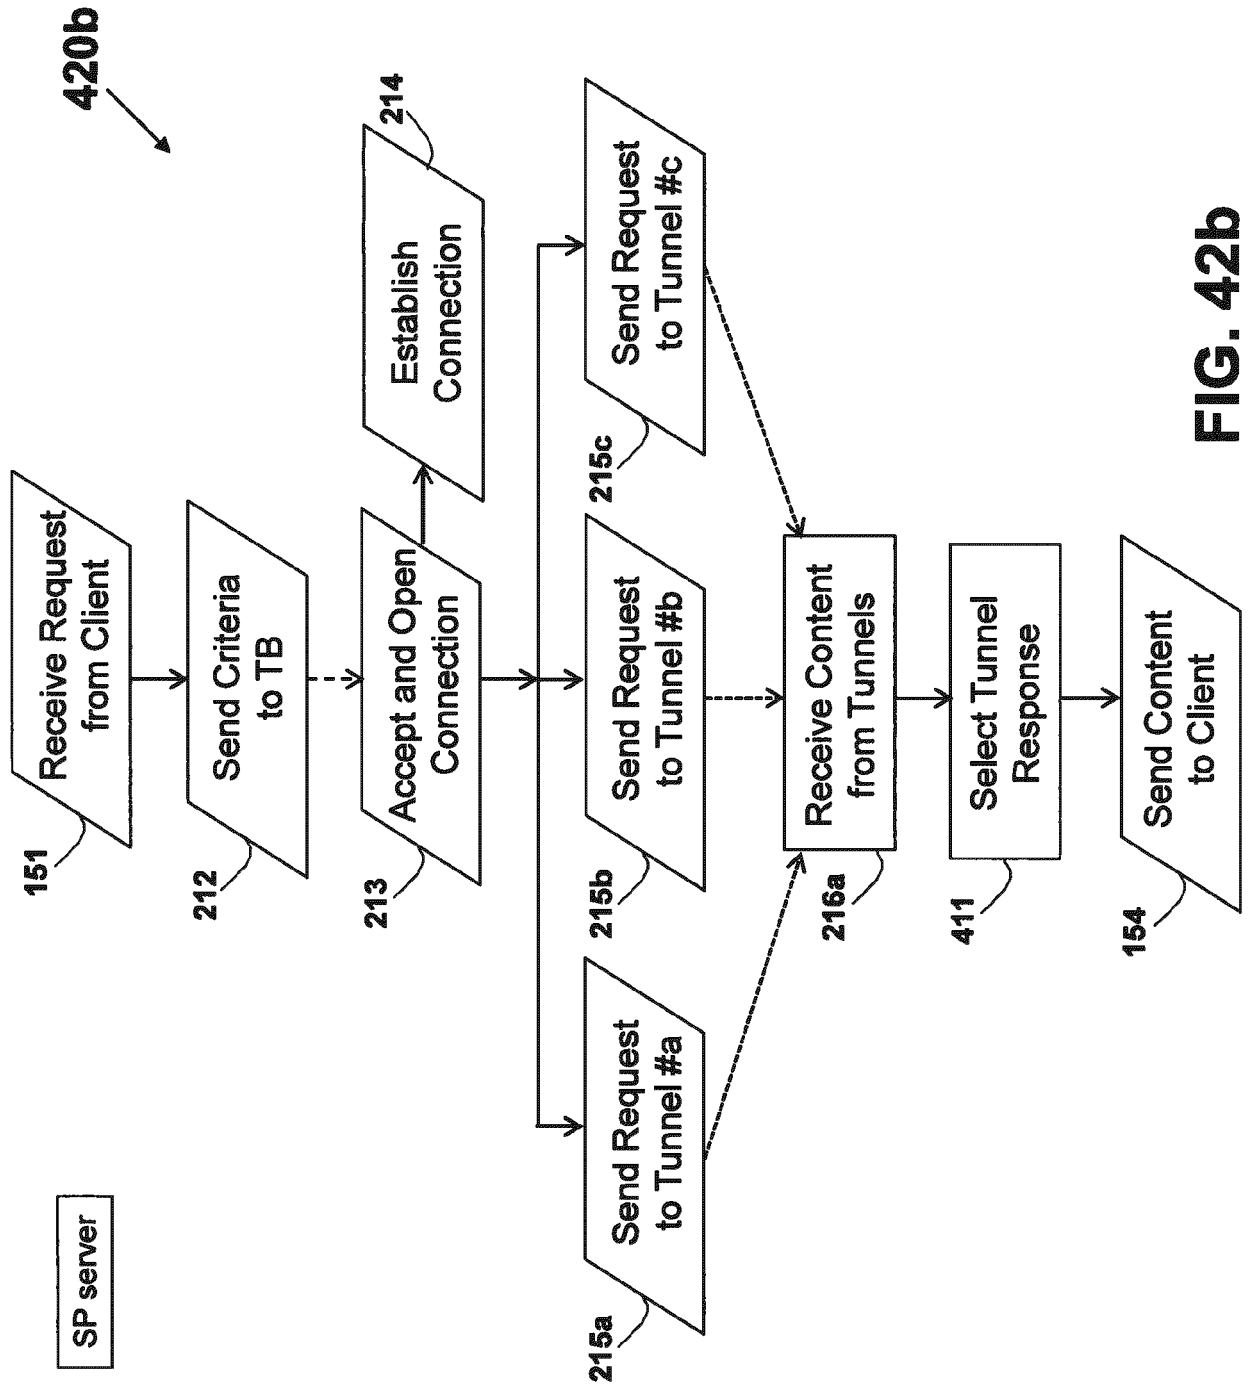 SP server
420b
Receive Request
from Client
151
Send Criteria
to TB
212
Accept and Open
Connection
213
Establish
Connection
214
Send Request
to Tunnel #a
215a
Send Request
to Tunnel #b
215b
Send Request
to Tunnel #c
215c
Receive Content
from Tunnels
216a
Select Tunnel
Response
411
Send Content
to Client
154
FIG. 42b